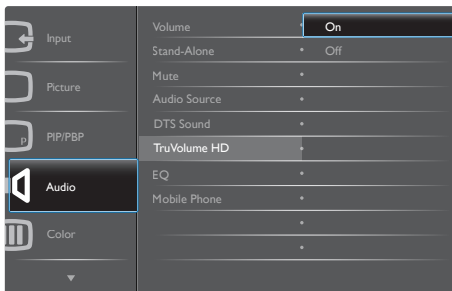 Input
Picture
P
PIP/PBP
Audio
Color
Volume
Stand-Alone
Mute
Audio Source
DTS Sound
TruVolume HD
EQ
Mobile Phone
On
Off